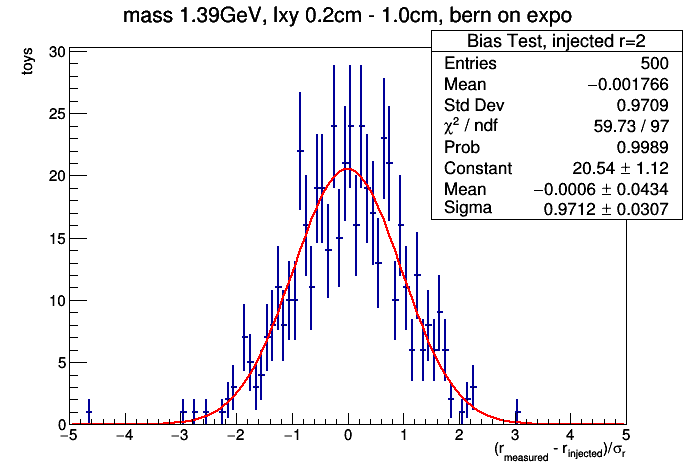 mass 1.39GeV, lxy 0.2cm - 1.0cm, bern on expo
Bias Test, injected r=2
Entries 500
Mean −0.001766
Std Dev 0.9709
χ² / ndf 59.73 / 97
Prob 0.9989
Constant 20.54 ± 1.12
Mean −0.0006 ± 0.0434
Sigma 0.9712 ± 0.0307
toys
30
25
20
15
10
5
0
−5 −4 −3 −2 −1 0 1 2 3 4 5
(r_measured - r_injected)/σ_r